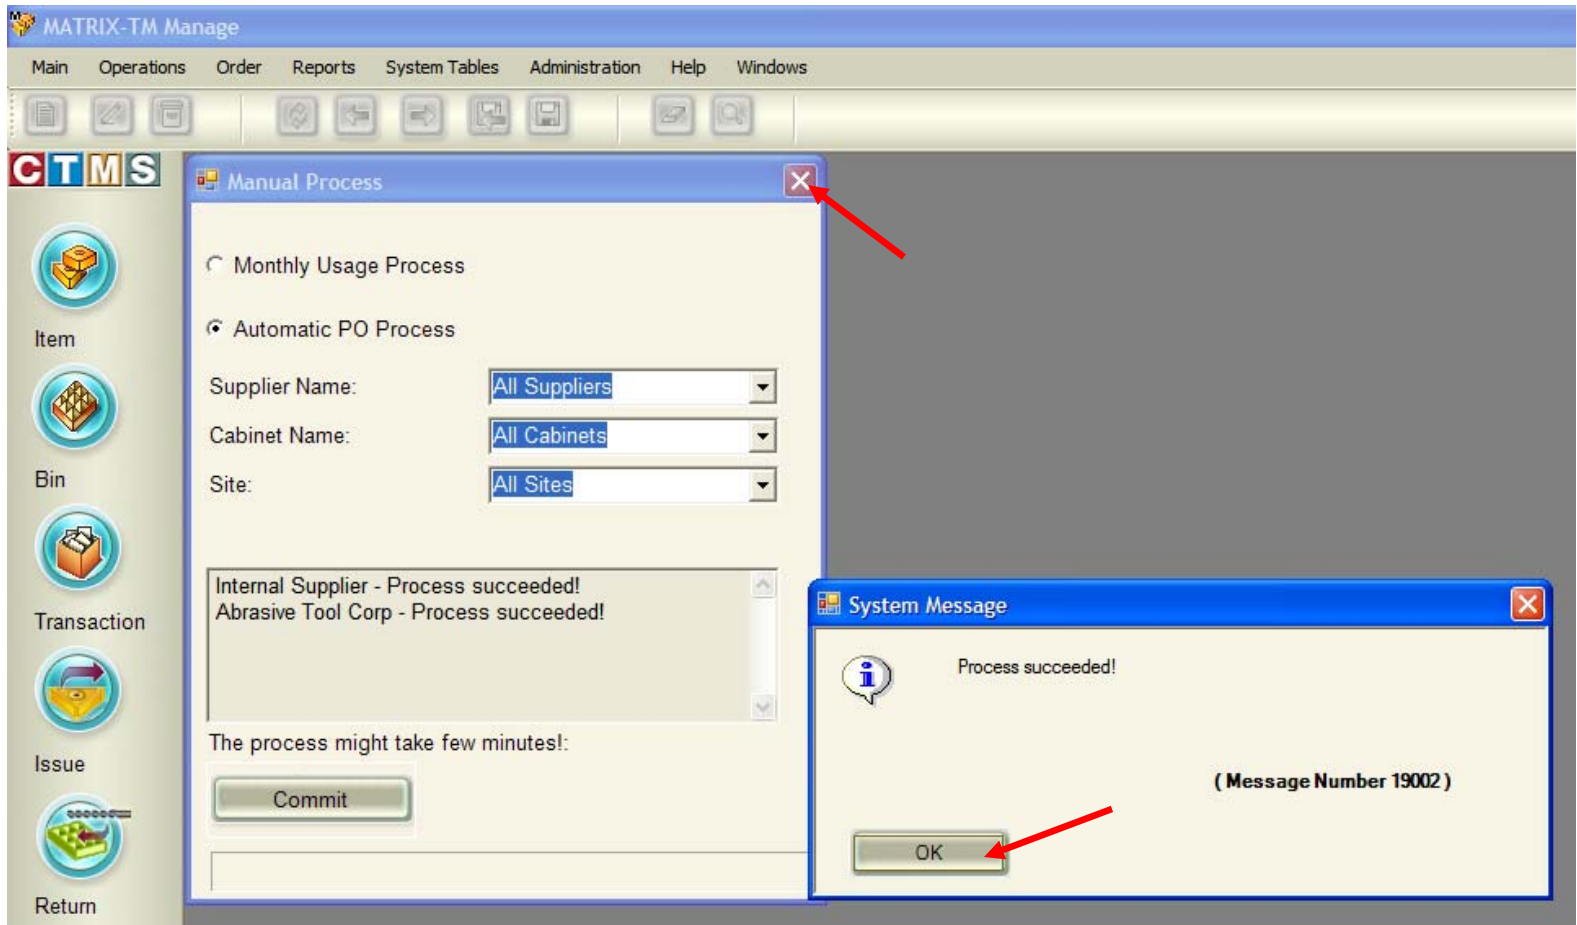 MATRIX-TM Manage
Main Operations Order Reports System Tables Administration Help Windows
CTMS
Manual Process
Monthly Usage Process
Item
Automatic PO Process
Supplier Name: All Suppliers
Cabinet Name: All Cabinets
Bin
Site: All Sites
Internal Supplier - Process succeeded!
Abrasive Tool Corp - Process succeeded!
Transaction
System Message
Process succeeded!
The process might take few minutes!:
Issue
( Message Number 19002 )
Commit
OK
Return